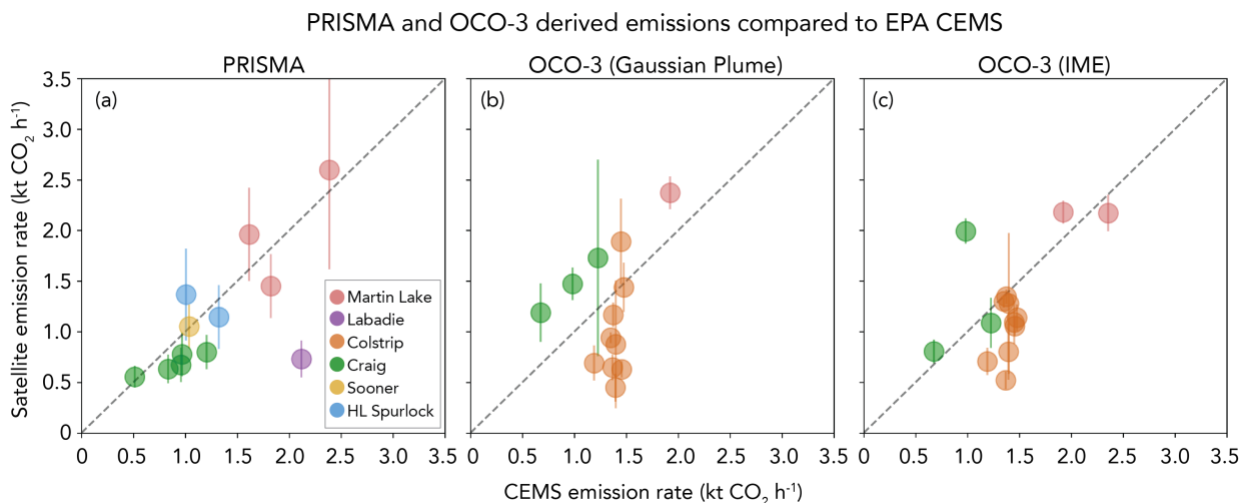 PRISMA and OCO-3 derived emissions compared to EPA CEMS
PRISMA
OCO-3 (Gaussian Plume)
OCO-3 (IME)
Satellite emission rate (kt CO₂ h⁻¹)
3.5
3.0
2.5
2.0
1.5
1.0
0.5
0
(a)
(b)
(c)
Martin Lake
Labadie
Colstrip
Craig
Sooner
HL Spurlock
0 0.5 1.0 1.5 2.0 2.5 3.0 3.5
0 0.5 1.0 1.5 2.0 2.5 3.0 3.5
0 0.5 1.0 1.5 2.0 2.5 3.0 3.5
CEMS emission rate (kt CO₂ h⁻¹)